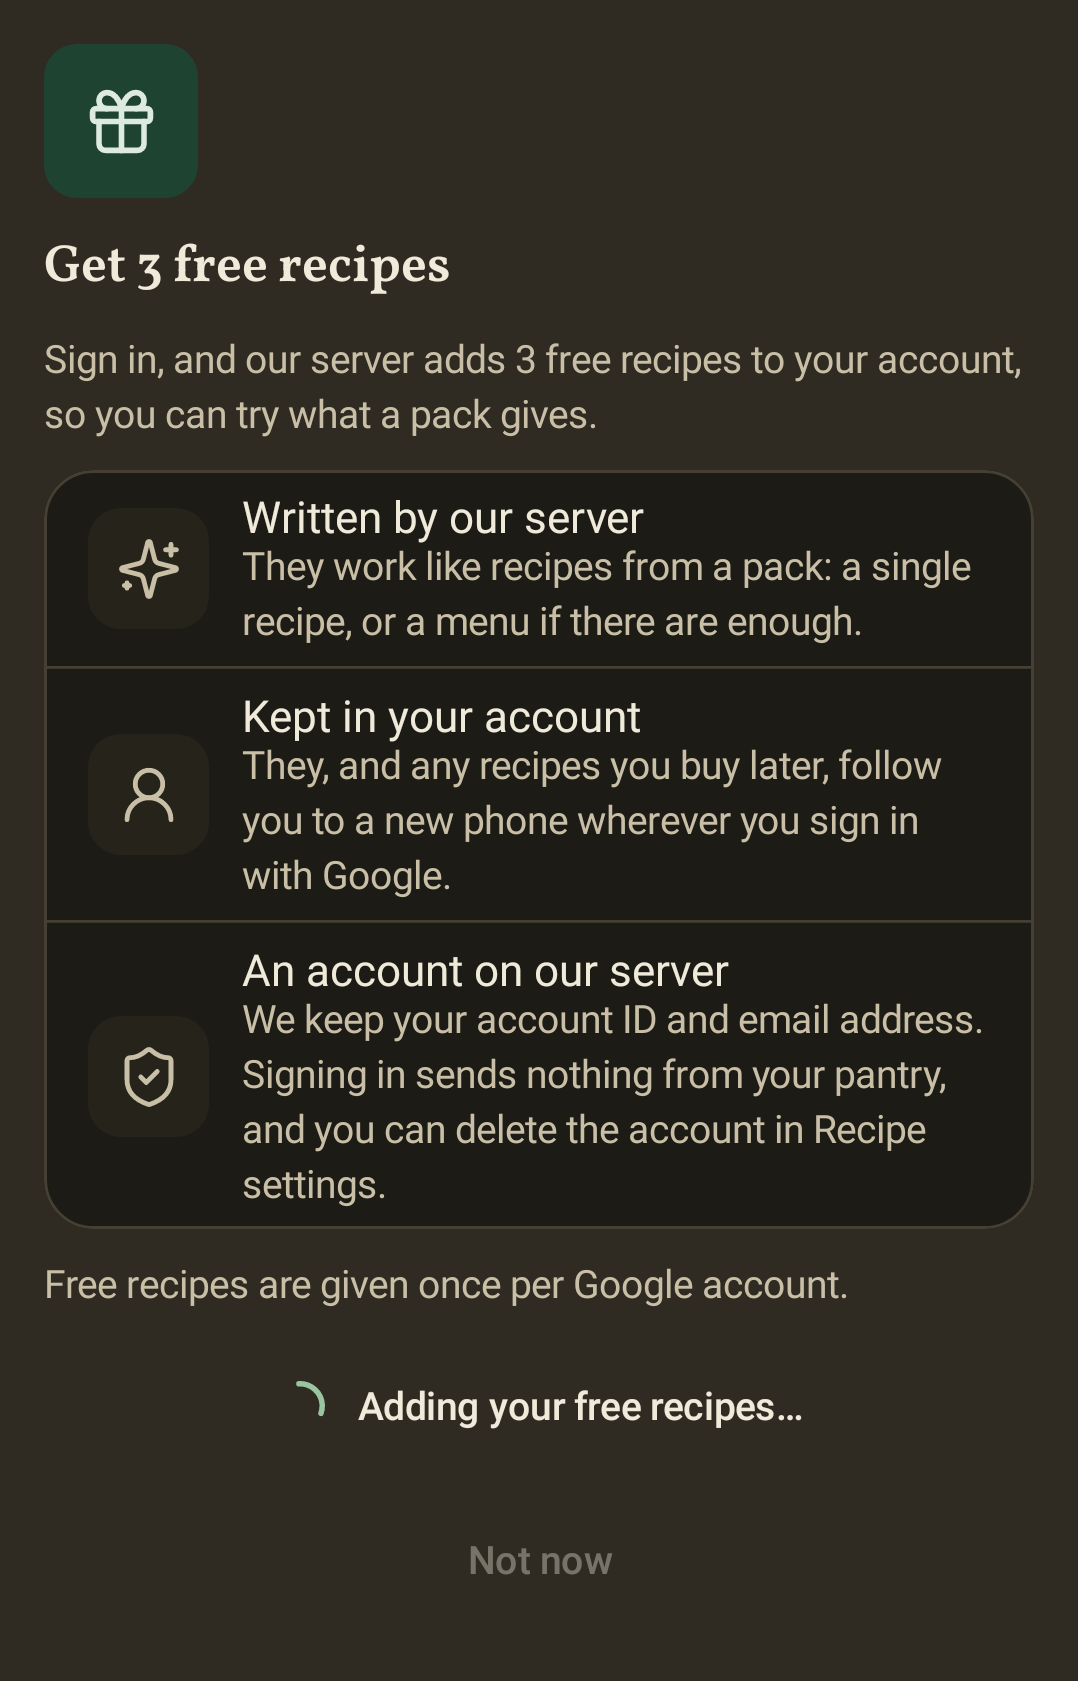 Get 3 free recipes
Sign in, and our server adds 3 free recipes to your account,
so you can try what a pack gives.
Written by our server
They work like recipes from a pack: a single
recipe, or a menu if there are enough.
Kept in your account
They, and any recipes you buy later, follow
you to a new phone wherever you sign in
with Google.
An account on our server
We keep your account ID and email address.
Signing in sends nothing from your pantry,
and you can delete the account in Recipe
settings.
Free recipes are given once per Google account.
Adding your free recipes…
Not now